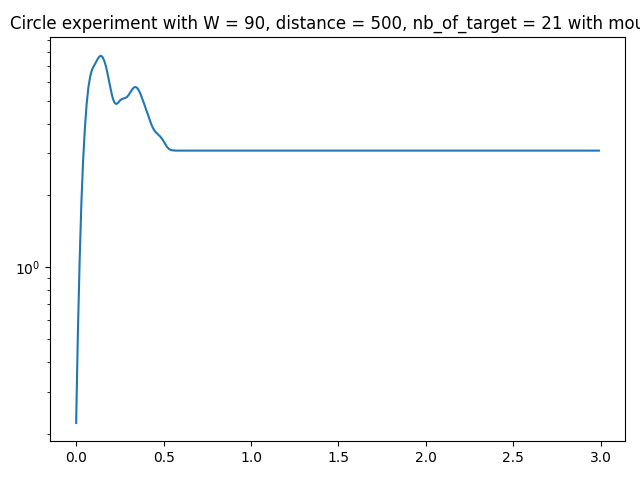 Circle experiment with W = 90, distance = 500, nb_of_target = 21 with mou
10⁰
0.0 0.5 1.0 1.5 2.0 2.5 3.0